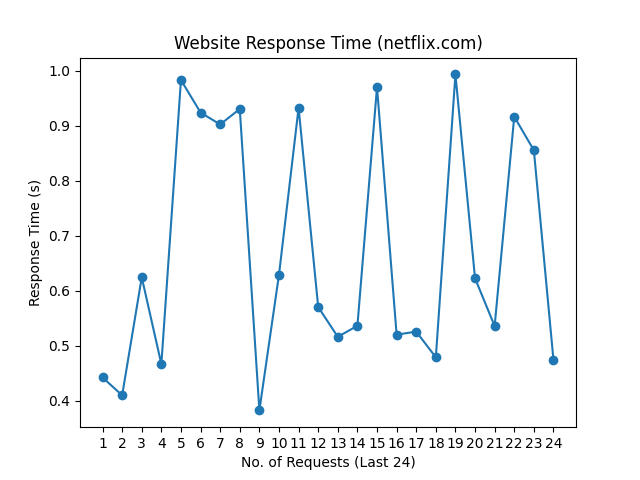 Website Response Time (netflix.com)
1.0
0.9
0.8
0.7
0.6
0.5
0.4
Response Time (s)
1 2 3 4 5 6 7 8 9 10 11 12 13 14 15 16 17 18 19 20 21 22 23 24
No. of Requests (Last 24)